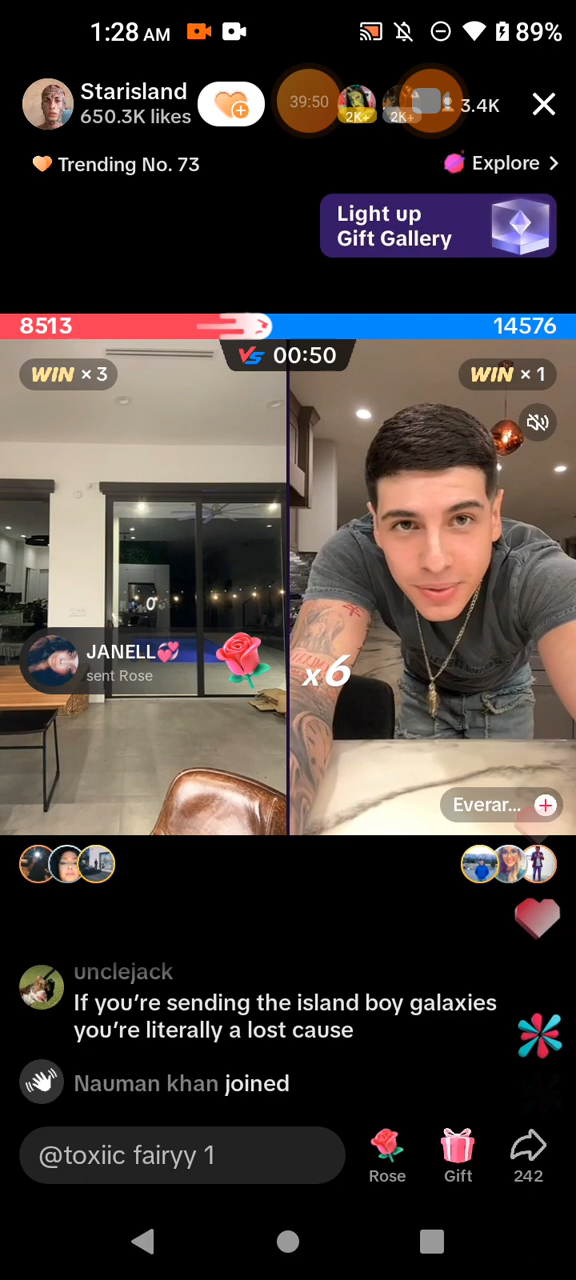 1:28 AM
89%
Starisland
650.3K likes
39:50
2K+
2K+
3.4K
Trending No. 73
Explore
Light up
Gift Gallery
8513
14576
VS 00:50
WIN × 3
WIN × 1
JANELL
sent Rose
x6
Everar...
unclejack
If you’re sending the island boy galaxies
you’re literally a lost cause
Nauman khan joined
@toxiic fairyy 1
Rose
Gift
242